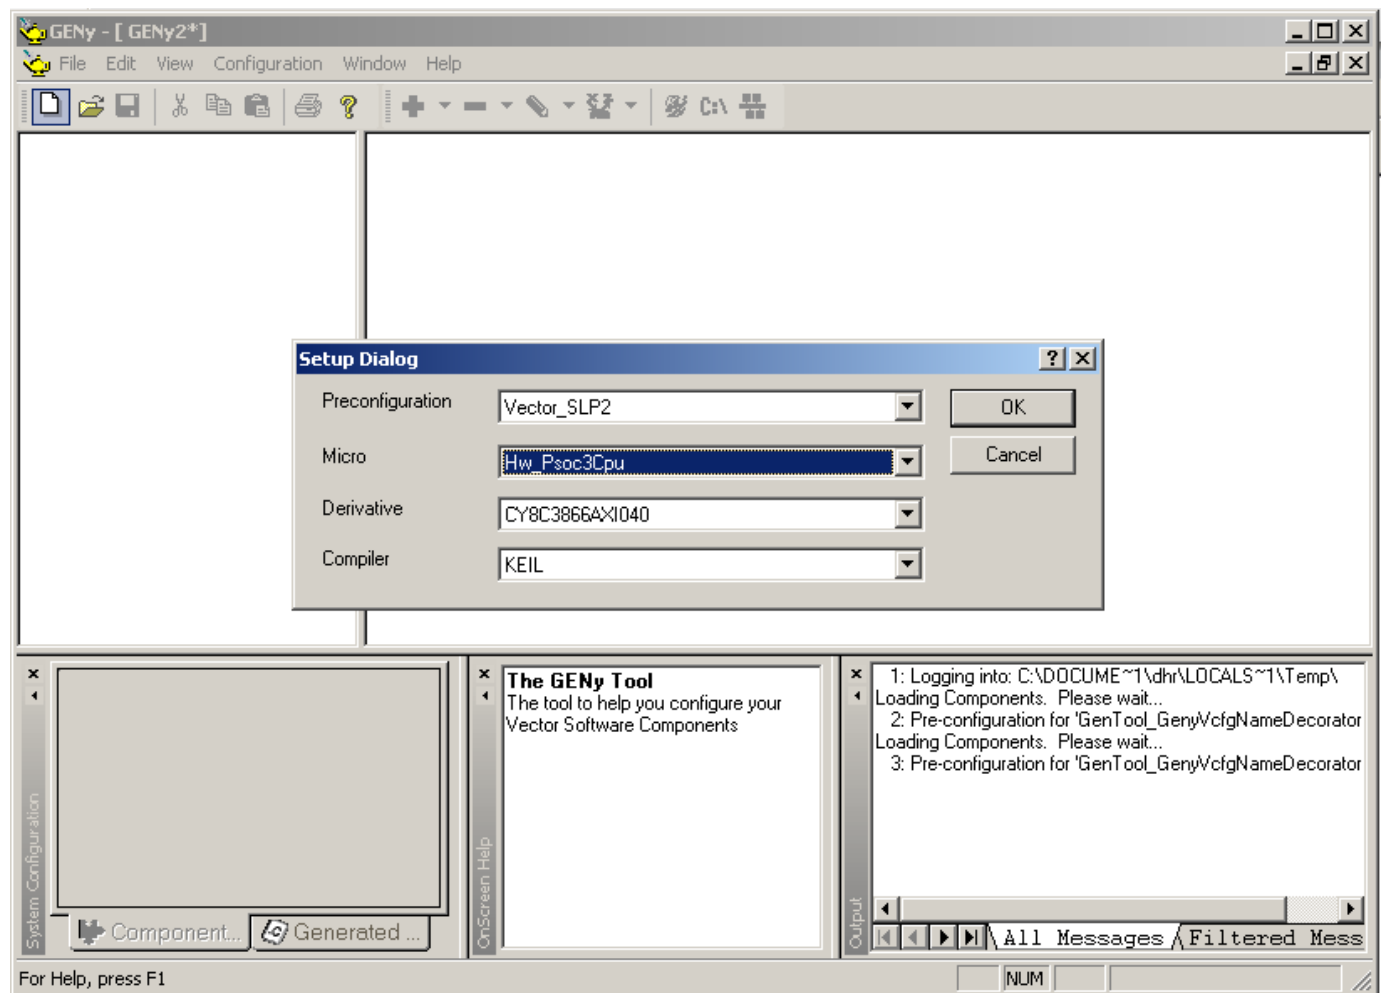 GENy - [ GENy2*]
File Edit View Configuration Window Help
C:\
Setup Dialog
Preconfiguration Vector_SLP2 OK
Micro Hw_Psoc3Cpu Cancel
Derivative CY8C3866AXI040
Compiler KEIL
System Configuration
Component... Generated ...
OnScreen Help
The GENy Tool
The tool to help you configure your
Vector Software Components
Output
1: Logging into: C:\DOCUME~1\dhr\LOCALS~1\Temp\
Loading Components. Please wait...
2: Pre-configuration for 'GenTool_GenyVcfgNameDecorator
Loading Components. Please wait...
3: Pre-configuration for 'GenTool_GenyVcfgNameDecorator
All Messages Filtered Mess
For Help, press F1 NUM